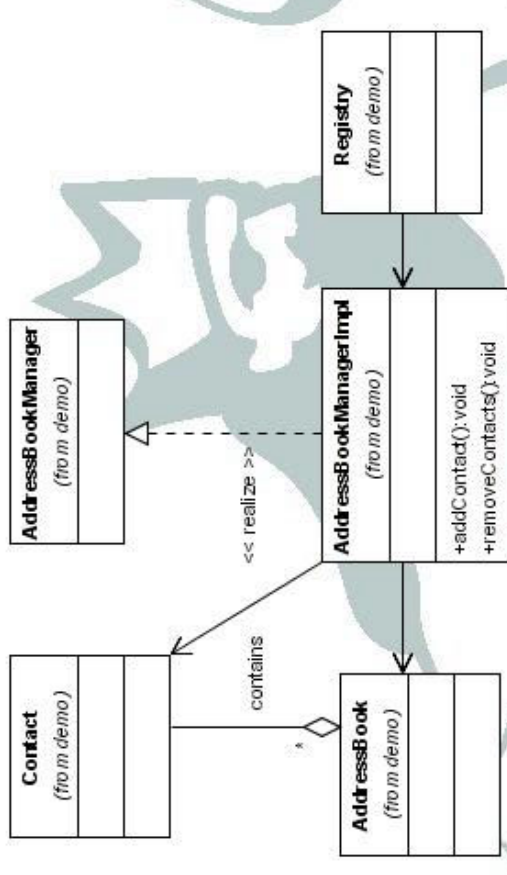 Contact
(from demo)
AddressBookManager
(from demo)
contains
<< realize >>
*
AddressBook
(from demo)
AddressBookManagerImpl
(from demo)
+addContact():void
+removeContacts():void
Registry
(from demo)